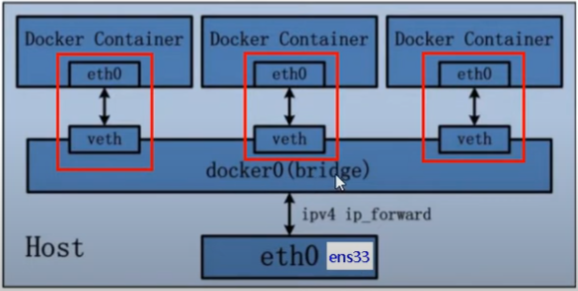 Docker Container Docker Container Docker Container
eth0 eth0 eth0
veth veth veth
docker0(bridge)
ipv4 ip_forward
Host
eth0 ens33